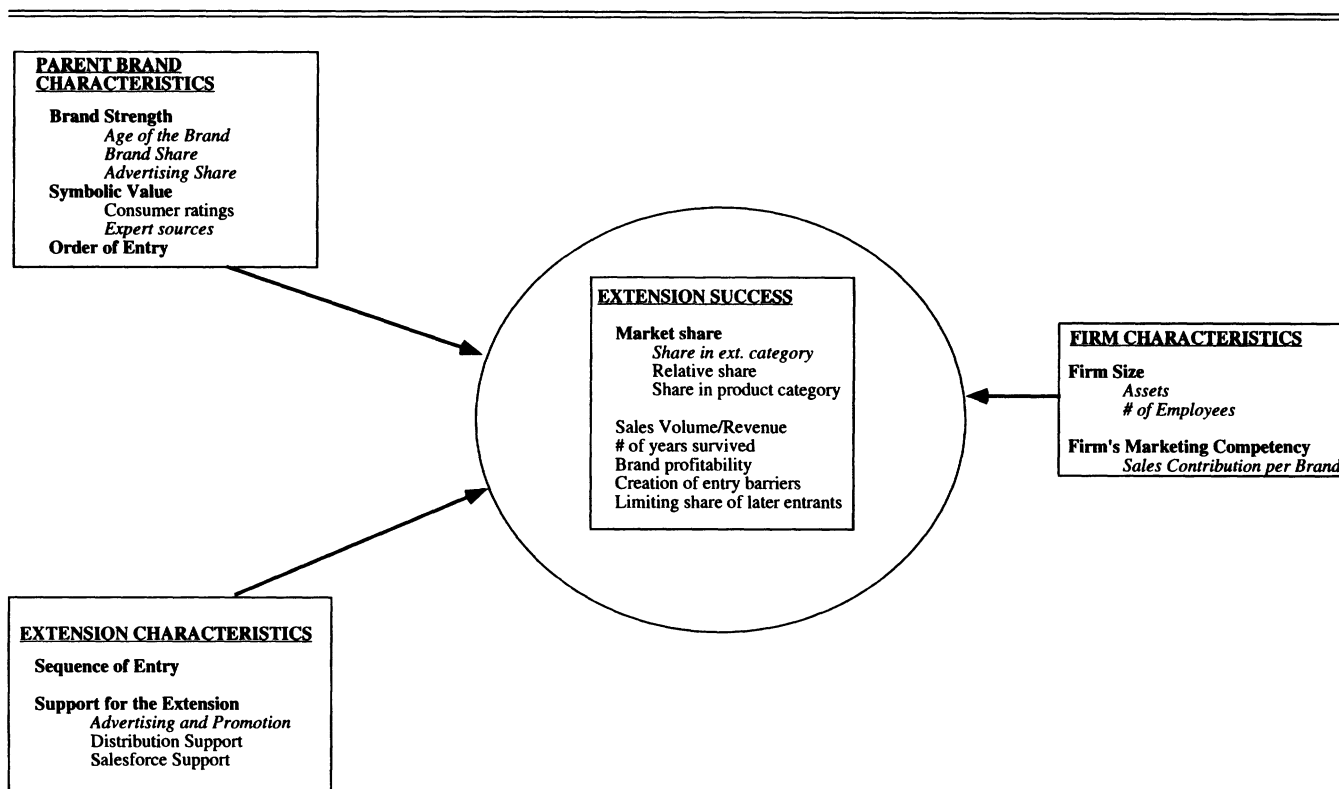 PARENT BRAND
CHARACTERISTICS
Brand Strength
Age of the Brand
Brand Share
Advertising Share
Symbolic Value
Consumer ratings
Expert sources
Order of Entry
EXTENSION SUCCESS
Market share
Share in ext. category
Relative share
Share in product category
Sales Volume/Revenue
# of years survived
Brand profitability
Creation of entry barriers
Limiting share of later entrants
FIRM CHARACTERISTICS
Firm Size
Assets
# of Employees
Firm's Marketing Competency
Sales Contribution per Brand
EXTENSION CHARACTERISTICS
Sequence of Entry
Support for the Extension
Advertising and Promotion
Distribution Support
Salesforce Support